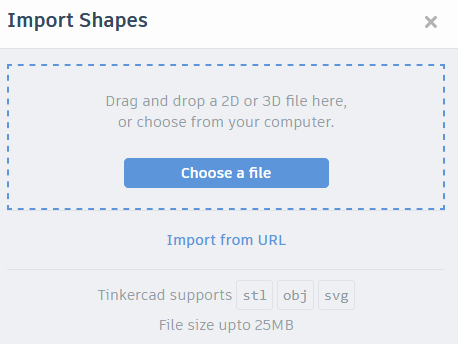 Import Shapes
Drag and drop a 2D or 3D file here,
or choose from your computer.
Choose a file
Import from URL
Tinkercad supports stl obj svg
File size upto 25MB